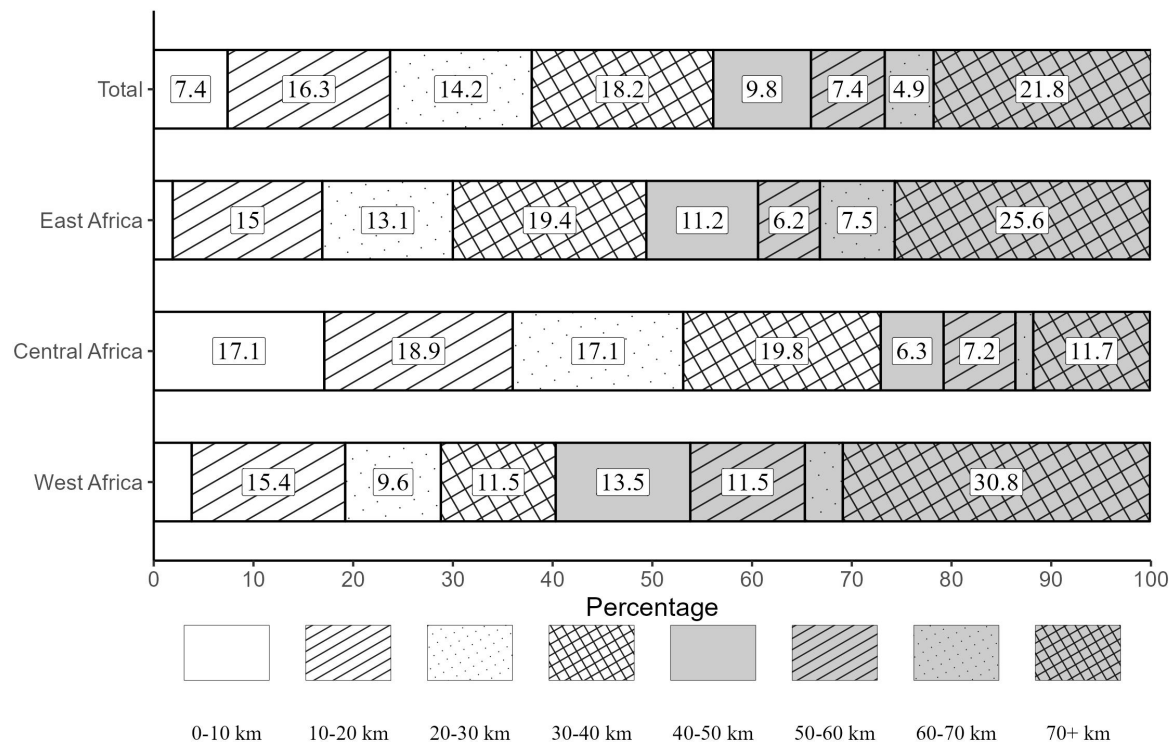 Total 7.4 16.3 14.2 18.2 9.8 7.4 4.9 21.8
East Africa 15 13.1 19.4 11.2 6.2 7.5 25.6
Central Africa 17.1 18.9 17.1 19.8 6.3 7.2 11.7
West Africa 15.4 9.6 11.5 13.5 11.5 30.8
0 10 20 30 40 50 60 70 80 90 100
Percentage
0-10 km 10-20 km 20-30 km 30-40 km 40-50 km 50-60 km 60-70 km 70+ km